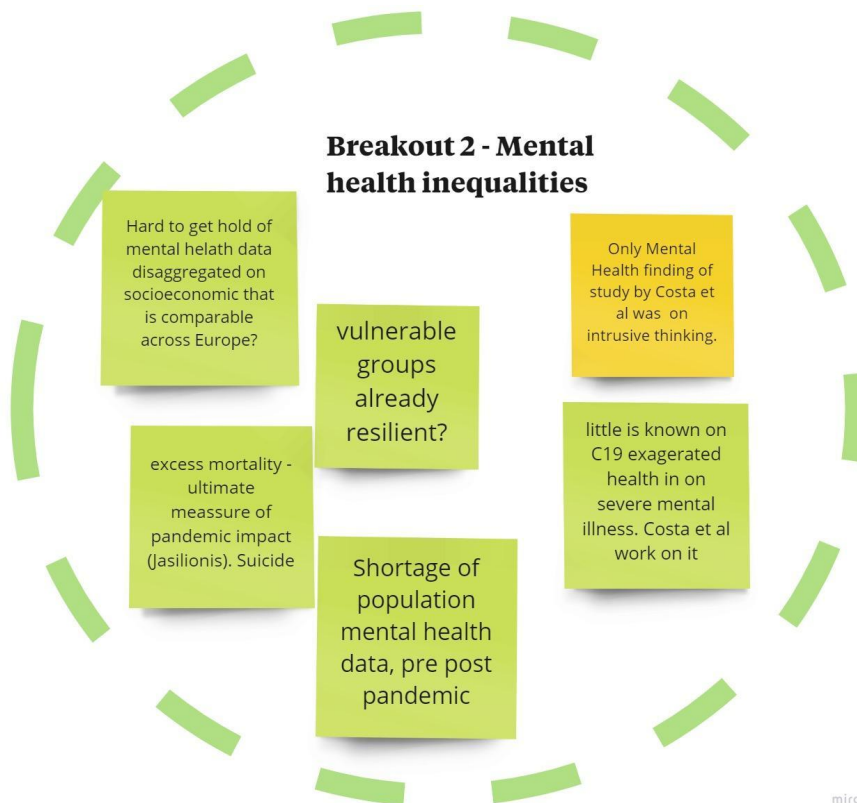 Breakout 2 - Mental
health inequalities
Hard to get hold of
mental helath data
disaggregated on
socioeconomic that
is comparable
across Europe?
vulnerable
groups
already
resilient?
Only Mental
Health finding of
study by Costa et
al was on
intrusive thinking.
excess mortality -
ultimate
meassure of
pandemic impact
(Jasilionis). Suicide
little is known on
C19 exagerated
health in on
severe mental
illness. Costa et al
work on it
Shortage of
population
mental health
data, pre post
pandemic
miro